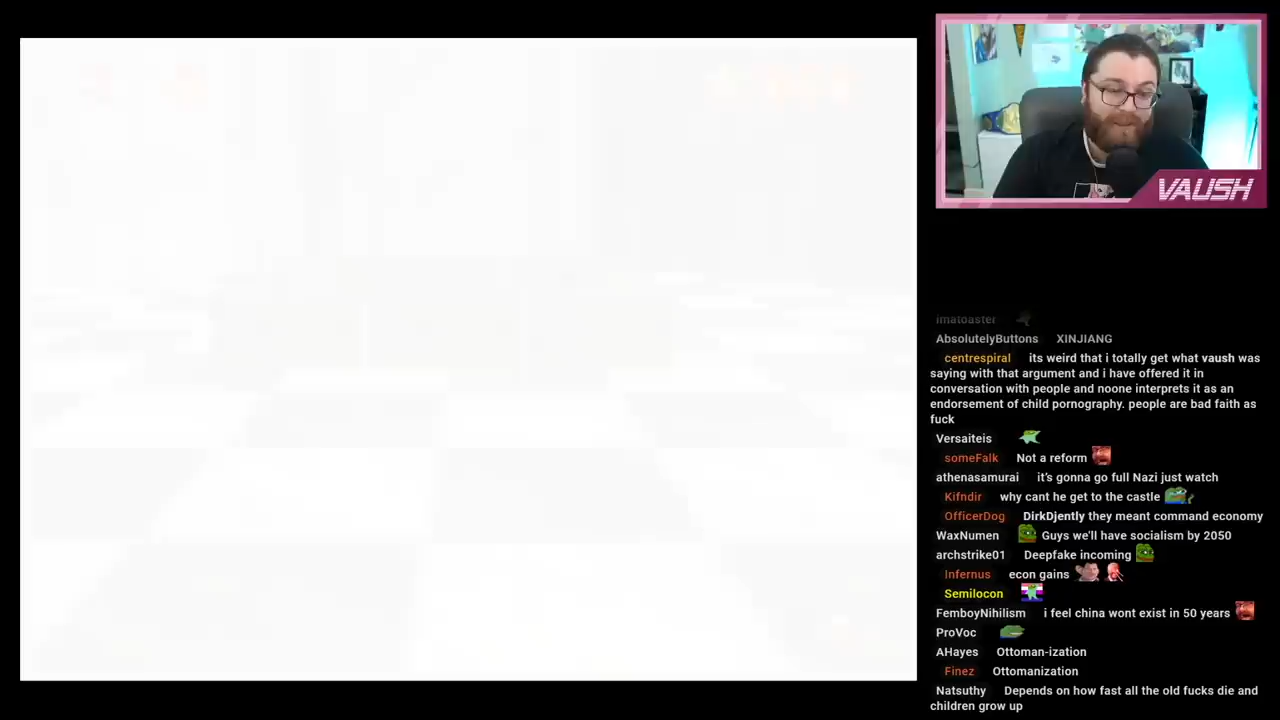 VAUSH
imatoaster
AbsolutelyButtons XINJIANG
centrespiral its weird that i totally get what vaush was
saying with that argument and i have offered it in
conversation with people and noone interprets it as an
endorsement of child pornography. people are bad faith as
fuck
Versaiteis
someFalk Not a reform
athenasamurai it's gonna go full Nazi just watch
Kifndir why cant he get to the castle
OfficerDog DirkDjently they meant command economy
WaxNumen Guys we'll have socialism by 2050
archstrike01 Deepfake incoming
Infernus econ gains
Semilocon
FemboyNihilism i feel china wont exist in 50 years
ProVoc
AHayes Ottoman-ization
Finez Ottomanization
Natsuthy Depends on how fast all the old fucks die and
children grow up